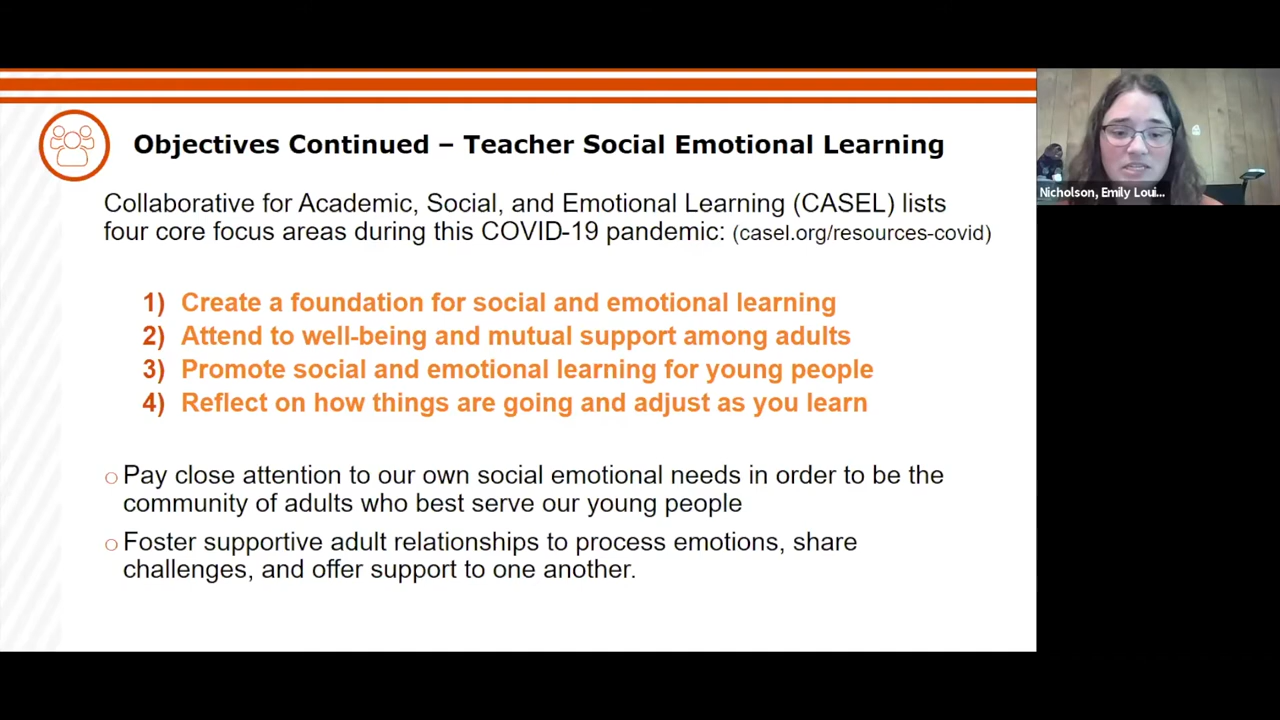 Objectives Continued – Teacher Social Emotional Learning
Collaborative for Academic, Social, and Emotional Learning (CASEL) lists
four core focus areas during this COVID-19 pandemic: (casel.org/resources-covid)
1) Create a foundation for social and emotional learning
2) Attend to well-being and mutual support among adults
3) Promote social and emotional learning for young people
4) Reflect on how things are going and adjust as you learn
Pay close attention to our own social emotional needs in order to be the
community of adults who best serve our young people
Foster supportive adult relationships to process emotions, share
challenges, and offer support to one another.
Nicholson, Emily Loui...